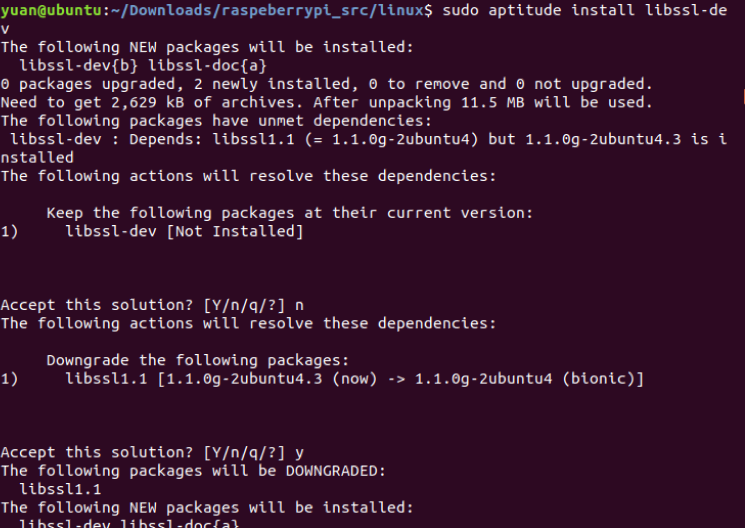 yuan@ubuntu:~/Downloads/raspeberrypi_src/linux$ sudo aptitude install libssl-de
v
The following NEW packages will be installed:
  libssl-dev{b} libssl-doc{a}
0 packages upgraded, 2 newly installed, 0 to remove and 0 not upgraded.
Need to get 2,629 kB of archives. After unpacking 11.5 MB will be used.
The following packages have unmet dependencies:
 libssl-dev : Depends: libssl1.1 (= 1.1.0g-2ubuntu4) but 1.1.0g-2ubuntu4.3 is i
nstalled
The following actions will resolve these dependencies:
     Keep the following packages at their current version:
1)     libssl-dev [Not Installed]
Accept this solution? [Y/n/q/?] n
The following actions will resolve these dependencies:
     Downgrade the following packages:
1)     libssl1.1 [1.1.0g-2ubuntu4.3 (now) -> 1.1.0g-2ubuntu4 (bionic)]
Accept this solution? [Y/n/q/?] y
The following packages will be DOWNGRADED:
  libssl1.1
The following NEW packages will be installed:
  libssl-dev libssl-doc{a}